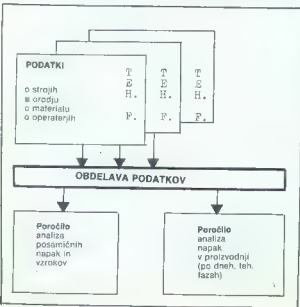 PODATKI
o strojih
o orodju
o materialu
o operaterjih
T E H. F.
T E H. F.
T E H. F.
OBDELAVA PODATKOV
Poročilo
analiza
posamičnih
napak in
vzrokov
Poročilo
analiza
napak
v proizvodnji
(po dneh, teh.
fazah)